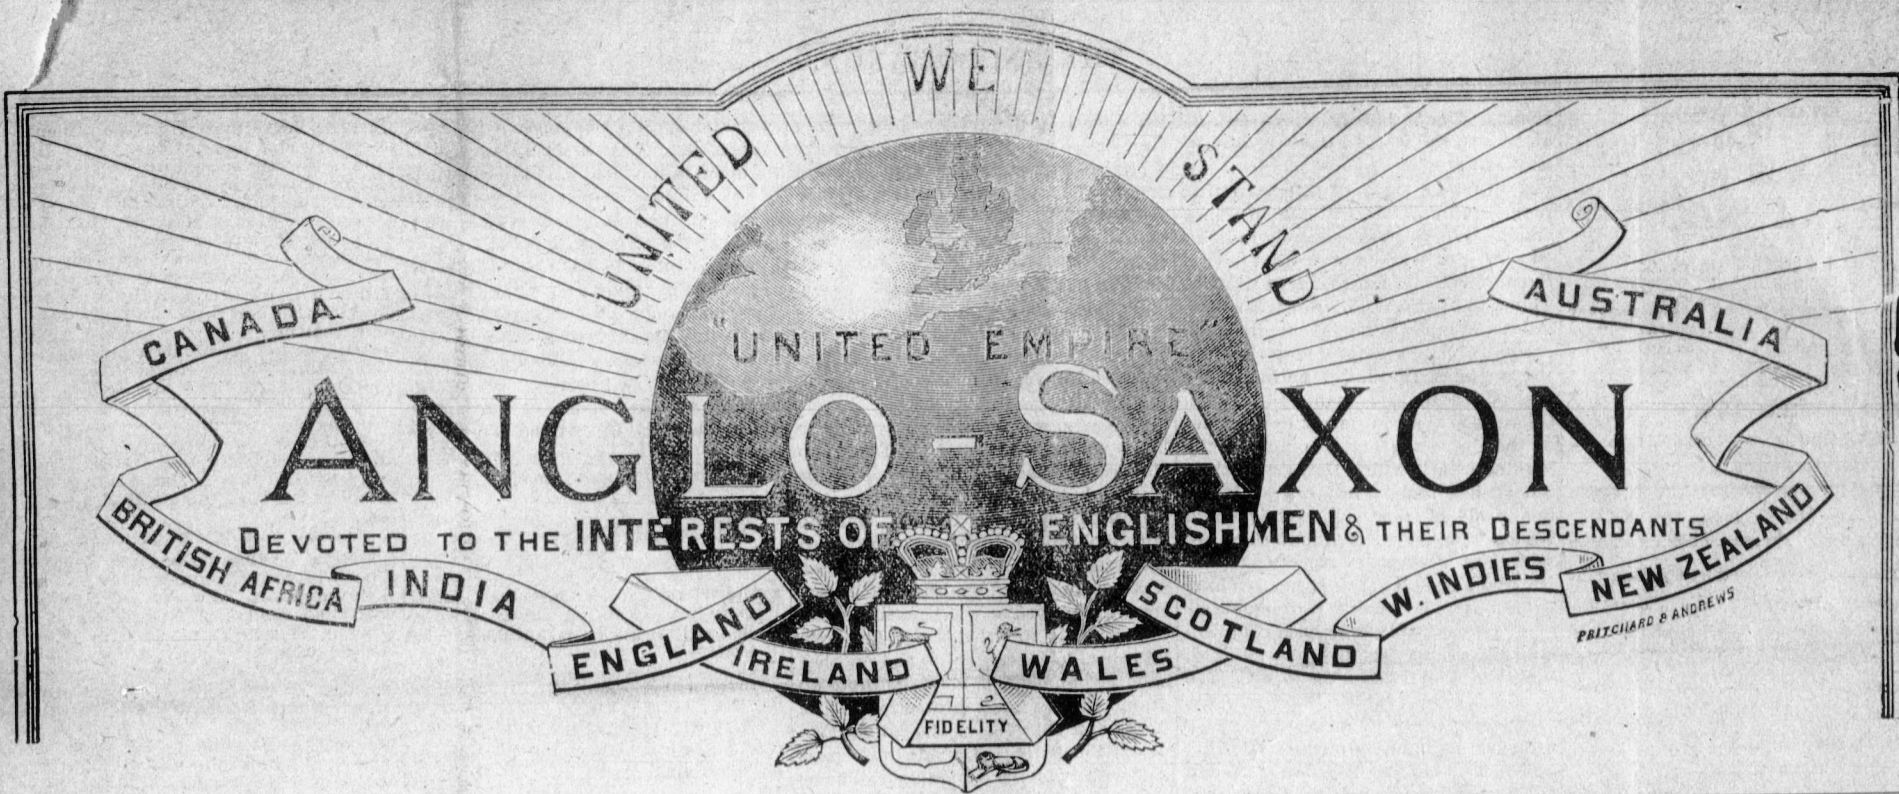 UNITED WE STAND
CANADA
AUSTRALIA
"UNITED EMPIRE"
ANGLO-SAXON
DEVOTED TO THE INTERESTS OF ENGLISHMEN & THEIR DESCENDANTS
BRITISH AFRICA
INDIA
ENGLAND
IRELAND
WALES
SCOTLAND
W. INDIES
NEW ZEALAND
PRITCHARD & ANDREWS
FIDELITY